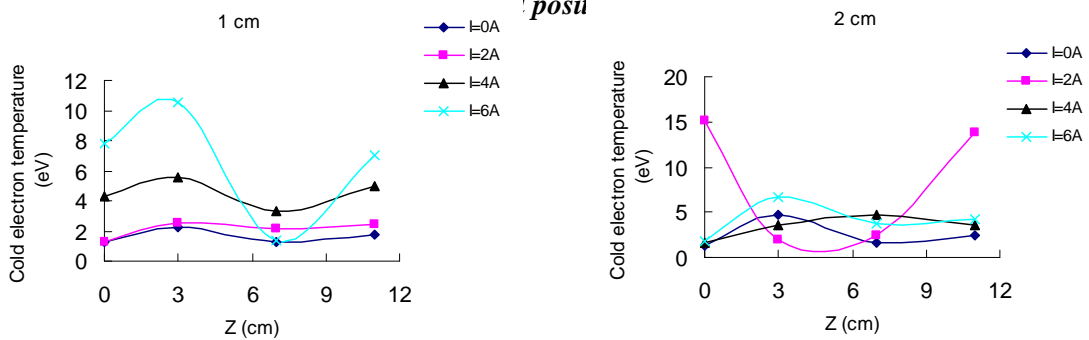 posit
1 cm
I=0A
I=2A
I=4A
I=6A
Cold electron temperature
(eV)
12
10
8
6
4
2
0
0 3 6 9 12
Z (cm)
2 cm
I=0A
I=2A
I=4A
I=6A
Cold electron temperature
(eV)
20
15
10
5
0
0 3 6 9 12
Z (cm)